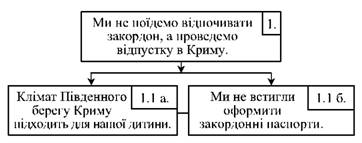 Ми не поїдемо відпочивати
закордон, а проведемо
відпустку в Криму.
1.
Клімат Південного
берегу Криму
підходить для нашої дитини.
1.1 а.
Ми не встигли
оформити
закордонні паспорти.
1.1 б.